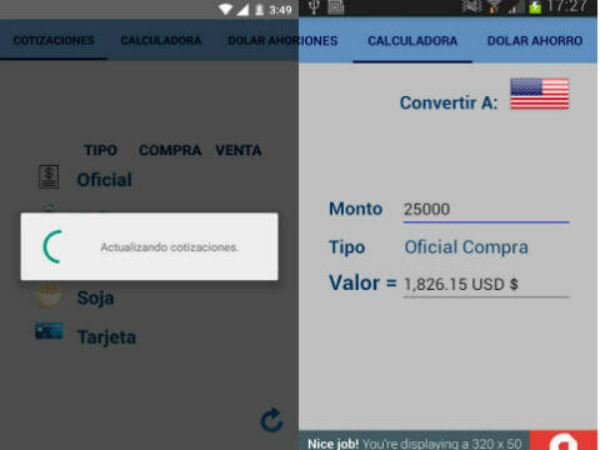 3:49
COTIZACIONES CALCULADORA DOLAR AHOR
TIPO COMPRA VENTA
Oficial
Actualizando cotizaciones.
Soja
Tarjeta
17:27
IONES CALCULADORA DOLAR AHORRO
Convertir A:
Monto 25000
Tipo Oficial Compra
Valor = 1,826.15 USD $
Nice job! You're displaying a 320 x 50